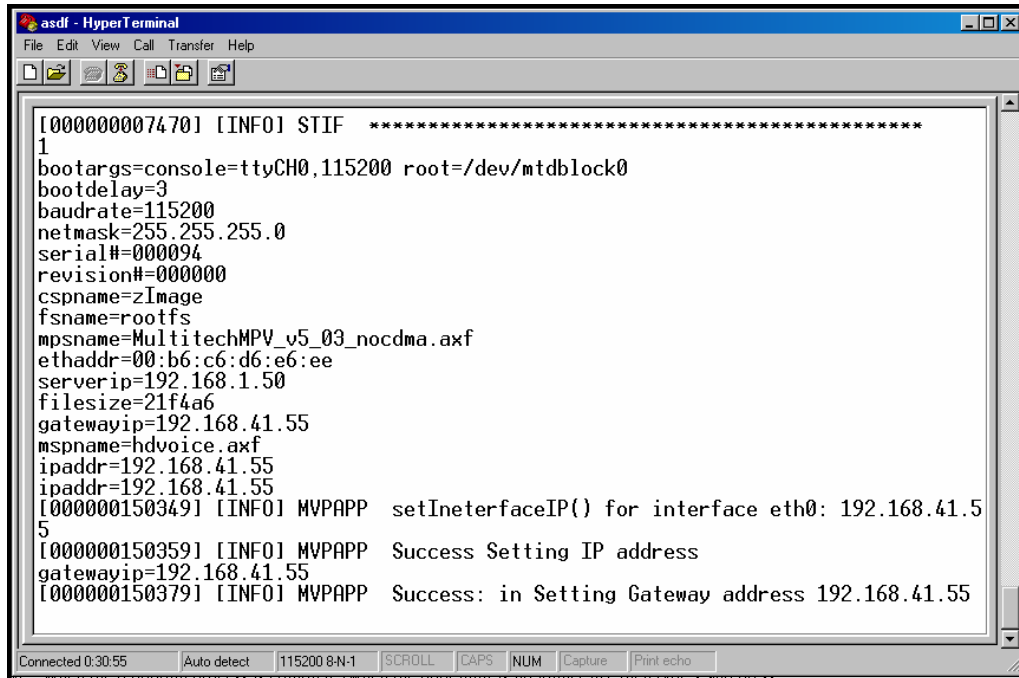 asdf - HyperTerminal
File Edit View Call Transfer Help
[000000007470] [INFO] STIF ***********************************************
1
bootargs=console=ttyCH0,115200 root=/dev/mtdblock0
bootdelay=3
baudrate=115200
netmask=255.255.255.0
serial#=000094
revision#=000000
cspname=zImage
fsname=rootfs
mpsname=MultitechMPV_v5_03_nocdma.axf
ethaddr=00:b6:c6:d6:e6:ee
serverip=192.168.1.50
filesize=21f4a6
gatewayip=192.168.41.55
mspname=hdvoice.axf
ipaddr=192.168.41.55
ipaddr=192.168.41.55
[000000150349] [INFO] MVPAPP setIneterfaceIP() for interface eth0: 192.168.41.5
5
[000000150359] [INFO] MVPAPP Success Setting IP address
gatewayip=192.168.41.55
[000000150379] [INFO] MVPAPP Success: in Setting Gateway address 192.168.41.55
Connected 0:30:55 Auto detect 115200 8-N-1 SCROLL CAPS NUM Capture Print echo